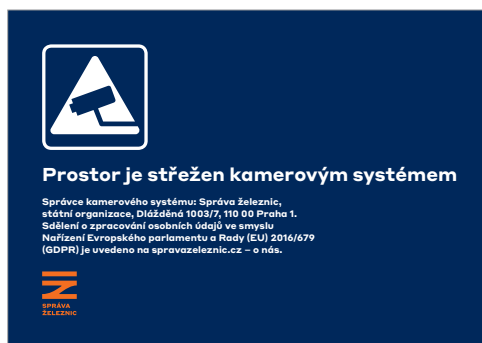 Prostor je střežen kamerovým systémem
Správce kamerového systému: Správa železnic,
státní organizace, Dlážděná 1003/7, 110 00 Praha 1.
Sdělení o zpracování osobních údajů ve smyslu
Nařízení Evropského parlamentu a Rady (EU) 2016/679
(GDPR) je uvedeno na spravazeleznic.cz – o nás.
SPRÁVA
ŽELEZNIC